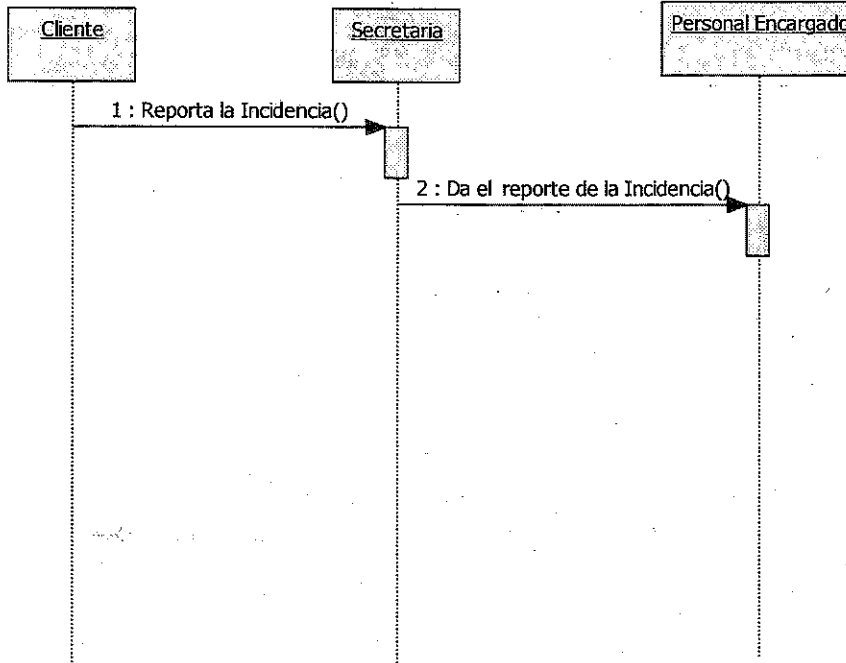 Cliente
Secretaria
Personal Encargado
1 : Reporta la Incidencia()
2 : Da el reporte de la Incidencia()